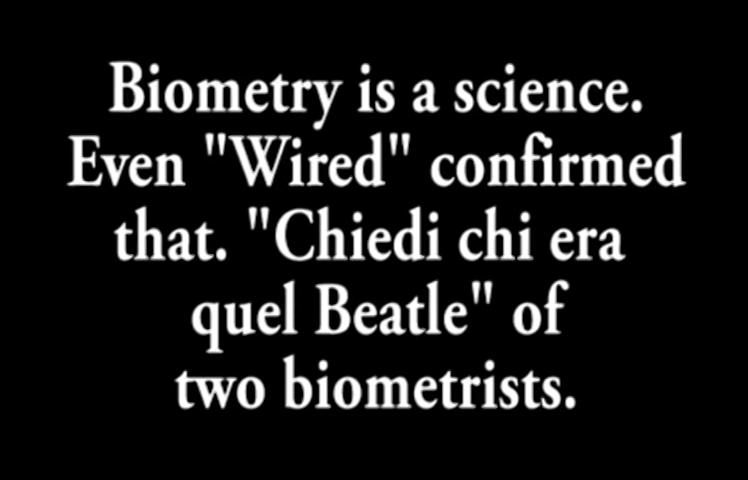 Biometry is a science.
Even "Wired" confirmed
that. "Chiedi chi era
quel Beatle" of
two biometrists.